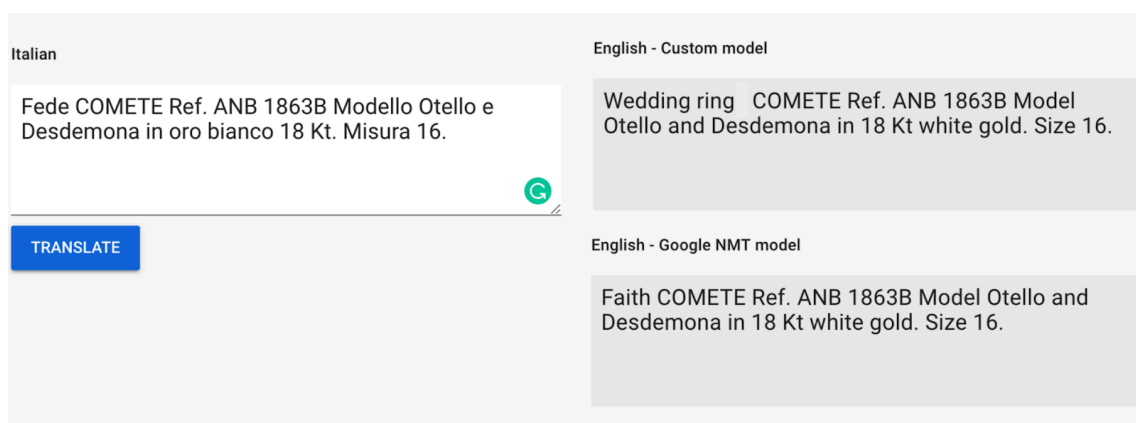 Italian
Fede COMETE Ref. ANB 1863B Modello Otello e
Desdemona in oro bianco 18 Kt. Misura 16.
TRANSLATE
English - Custom model
Wedding ring COMETE Ref. ANB 1863B Model
Otello and Desdemona in 18 Kt white gold. Size 16.
English - Google NMT model
Faith COMETE Ref. ANB 1863B Model Otello and
Desdemona in 18 Kt white gold. Size 16.